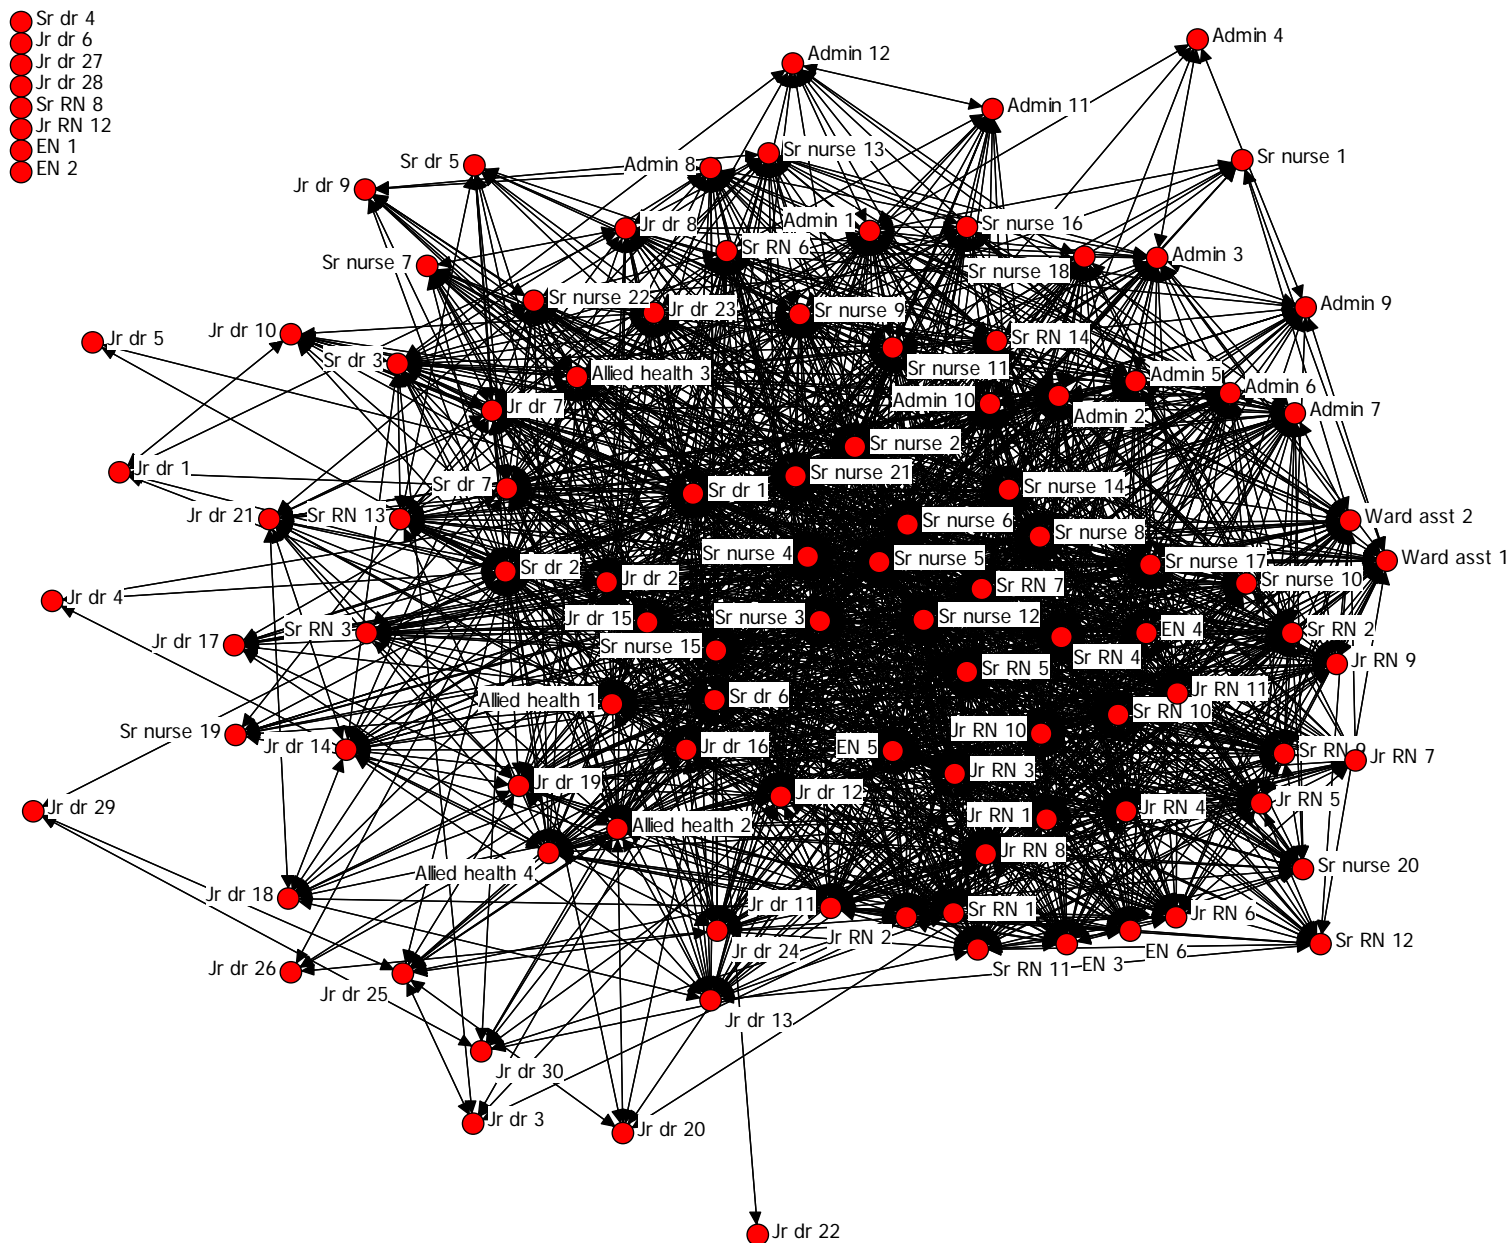 Sr dr 4
Jr dr 6
Jr dr 27
Jr dr 28
Sr RN 8
Jr RN 12
EN 1
EN 2
Admin 4
Admin 12
Admin 11
Sr nurse 13
Sr nurse 1
Sr dr 5
Admin 8
Jr dr 9
Admin 1
Jr dr 8
Sr nurse 16
Sr RN 6
Admin 3
Sr nurse 7
Sr nurse 18
Sr nurse 22
Admin 9
Jr dr 23
Sr nurse 9
Jr dr 10
Sr RN 14
Jr dr 5
Sr dr 3
Sr nurse 11
Allied health 3
Admin 5
Admin 6
Admin 10
Jr dr 7
Admin 7
Admin 2
Sr nurse 2
Jr dr 1
Sr nurse 21
Sr dr 7
Sr dr 1
Sr nurse 14
Jr dr 21
Sr RN 13
Ward asst 2
Sr nurse 6
Sr nurse 8
Sr nurse 4
Ward asst 1
Sr nurse 5
Sr nurse 17
Sr dr 2
Jr dr 2
Sr nurse 10
Sr RN 7
Jr dr 4
Jr dr 15
Sr nurse 3
Sr nurse 12
Jr dr 17
Sr RN 3
EN 4
Sr RN 2
Sr nurse 15
Sr RN 4
Jr RN 9
Sr RN 5
Jr RN 11
Allied health 1
Sr dr 6
Sr RN 10
Sr nurse 19
Jr RN 10
Jr dr 14
Jr dr 16
EN 5
Sr RN 9
Jr RN 7
Jr RN 3
Jr dr 19
Jr dr 12
Jr RN 5
Jr dr 29
Jr RN 1
Jr RN 4
Allied health 2
Jr RN 8
Allied health 4
Sr nurse 20
Jr dr 18
Jr dr 11
Sr RN 1
Jr RN 6
Jr RN 2
Sr RN 12
Jr dr 24
EN 6
EN 3
Sr RN 11
Jr dr 26
Jr dr 25
Jr dr 13
Jr dr 30
Jr dr 3
Jr dr 20
Jr dr 22